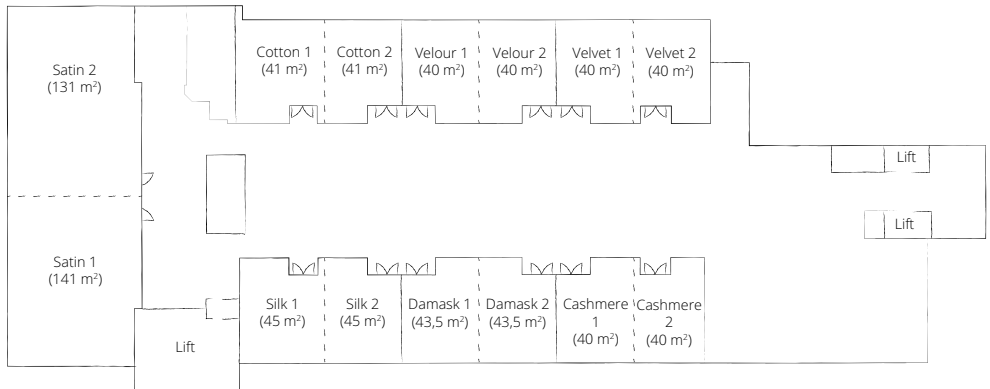 Satin 2
(131 m²)
Cotton 1
(41 m²)
Cotton 2
(41 m²)
Velour 1
(40 m²)
Velour 2
(40 m²)
Velvet 1
(40 m²)
Velvet 2
(40 m²)
Lift
Lift
Satin 1
(141 m²)
Silk 1
(45 m²)
Silk 2
(45 m²)
Damask 1
(43,5 m²)
Damask 2
(43,5 m²)
Cashmere
1
(40 m²)
Cashmere
2
(40 m²)
Lift